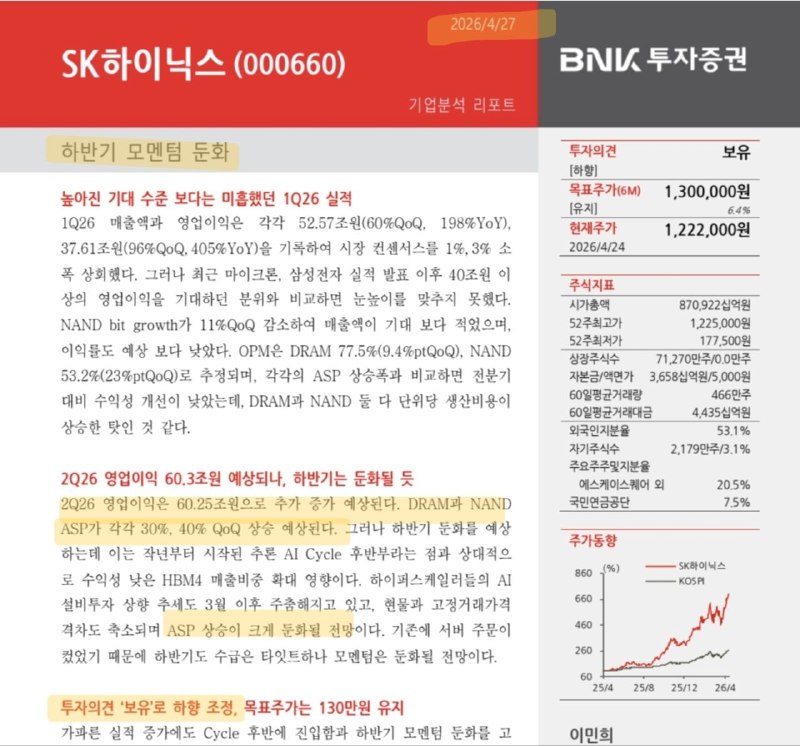 2026/4/27
SK하이닉스 (000660)
기업분석 리포트
BNK 투자증권
하반기 모멘텀 둔화
높아진 기대 수준 보다는 미흡했던 1Q26 실적
1Q26 매출액과 영업이익은 각각 52.57조원(60%QoQ, 198%YoY),
37.61조원(96%QoQ, 405%YoY)을 기록하여 시장 컨센서스를 1%, 3% 소
폭 상회했다. 그러나 최근 마이크론, 삼성전자 실적 발표 이후 40조원 이
상의 영업이익을 기대하던 분위와 비교하면 눈높이를 맞추지 못했다.
NAND bit growth가 11%QoQ 감소하여 매출액이 기대 보다 적었으며,
이익률도 예상 보다 낮았다. OPM은 DRAM 77.5%(9.4%ptQoQ), NAND
53.2%(23%ptQoQ)로 추정되며, 각각의 ASP 상승폭과 비교하면 전분기
대비 수익성 개선이 낮았는데, DRAM과 NAND 둘 다 단위당 생산비용이
상승한 탓인 것 같다.
2Q26 영업이익 60.3조원 예상되나, 하반기는 둔화될 듯
2Q26 영업이익은 60.25조원으로 추가 증가 예상된다. DRAM과 NAND
ASP가 각각 30%, 40% QoQ 상승 예상된다. 그러나 하반기 둔화를 예상
하는데 이는 작년부터 시작된 추론 AI Cycle 후반부라는 점과 상대적으
로 수익성 낮은 HBM4 매출비중 확대 영향이다. 하이퍼스케일러들의 AI
설비투자 상향 추세도 3월 이후 주춤해지고 있고, 현물과 고정거래가격
격차도 축소되며 ASP 상승이 크게 둔화될 전망이다. 기존에 서버 주문이
컸었기 때문에 하반기도 수급은 타잇트하나 모멘텀은 둔화될 전망이다.
투자의견 '보유'로 하향 조정, 목표주가는 130만원 유지
가파른 실적 증가에도 Cycle 후반에 진입함과 하반기 모멘텀 둔화를 고
투자의견 보유
[하향]
목표주가(6M) 1,300,000원
[유지] 6.4%
현재주가 1,222,000원
2026/4/24
주식지표
시가총액 870,922십억원
52주최고가 1,225,000원
52주최저가 177,500원
상장주식수 71,270만주/0.0만주
자본금/액면가 3,658십억원/5,000원
60일평균거래량 466만주
60일평균거래대금 4,435십억원
외국인지분율 53.1%
자기주식수 2,179만주/3.1%
주요주주및지분율
에스케이스퀘어 외 20.5%
국민연금공단 7.5%
주가동향
860 (%)
SK하이닉스
KOSPI
660
460
260
60
25/4 25/8 25/12 26/4
이민희